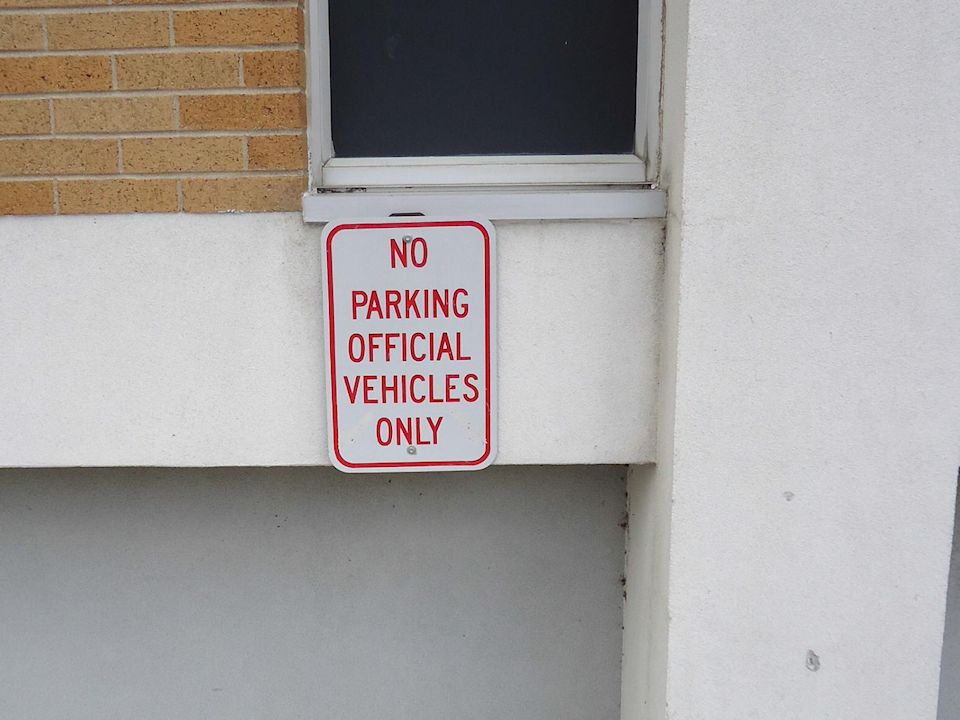 NO
PARKING
OFFICIAL
VEHICLES
ONLY